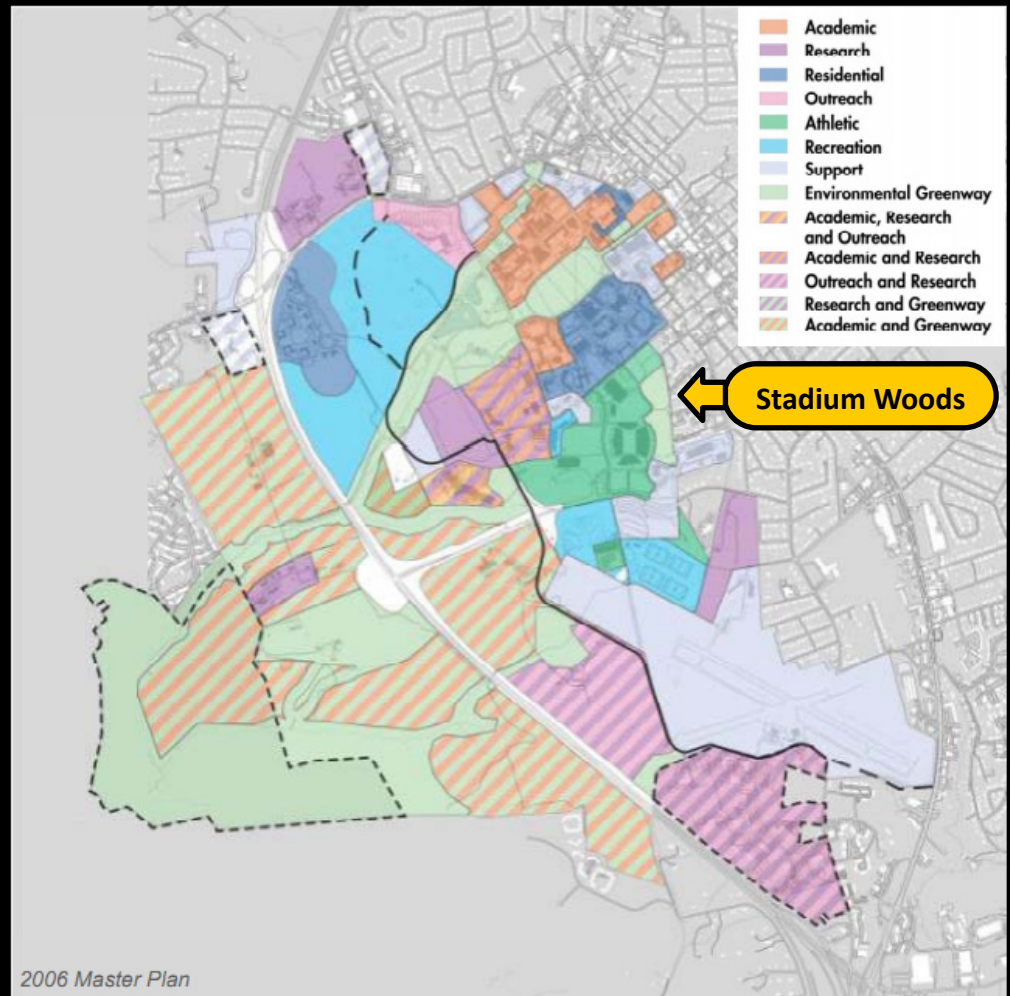 Academic
Research
Residential
Outreach
Athletic
Recreation
Support
Environmental Greenway
Academic, Research
and Outreach
Academic and Research
Outreach and Research
Research and Greenway
Academic and Greenway
Stadium Woods
2006 Master Plan